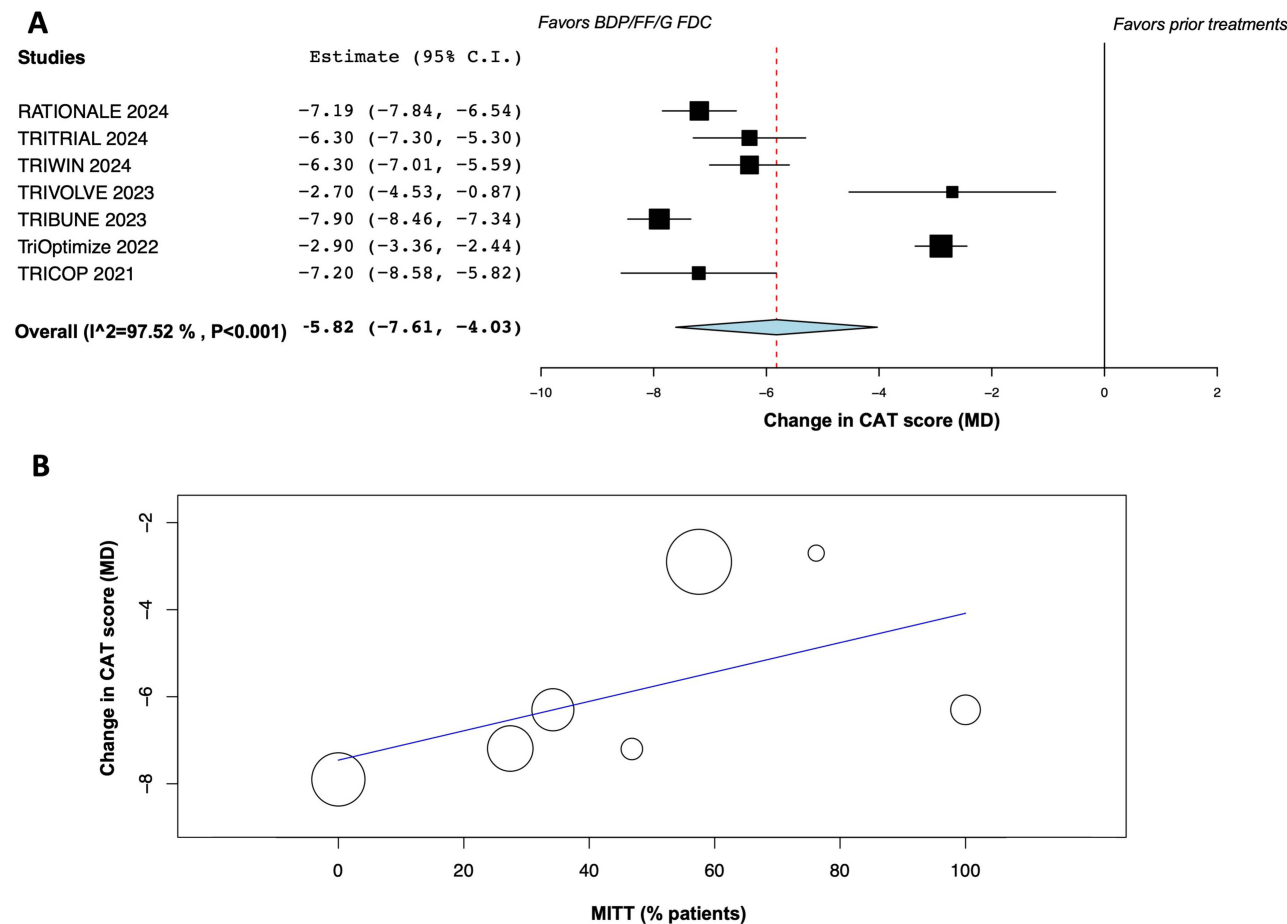 A
Favors BDP/FF/G FDC
Favors prior treatments
Studies Estimate (95% C.I.)
RATIONALE 2024 −7.19 (−7.84, −6.54)
TRITRIAL 2024 −6.30 (−7.30, −5.30)
TRIWIN 2024 −6.30 (−7.01, −5.59)
TRIVOLVE 2023 −2.70 (−4.53, −0.87)
TRIBUNE 2023 −7.90 (−8.46, −7.34)
TriOptimize 2022 −2.90 (−3.36, −2.44)
TRICOP 2021 −7.20 (−8.58, −5.82)
Overall (I^2=97.52 % , P<0.001) -5.82 (−7.61, −4.03)
−10 −8 −6 −4 −2 0 2
Change in CAT score (MD)
B
Change in CAT score (MD)
-2
-4
-6
-8
0 20 40 60 80 100
MITT (% patients)